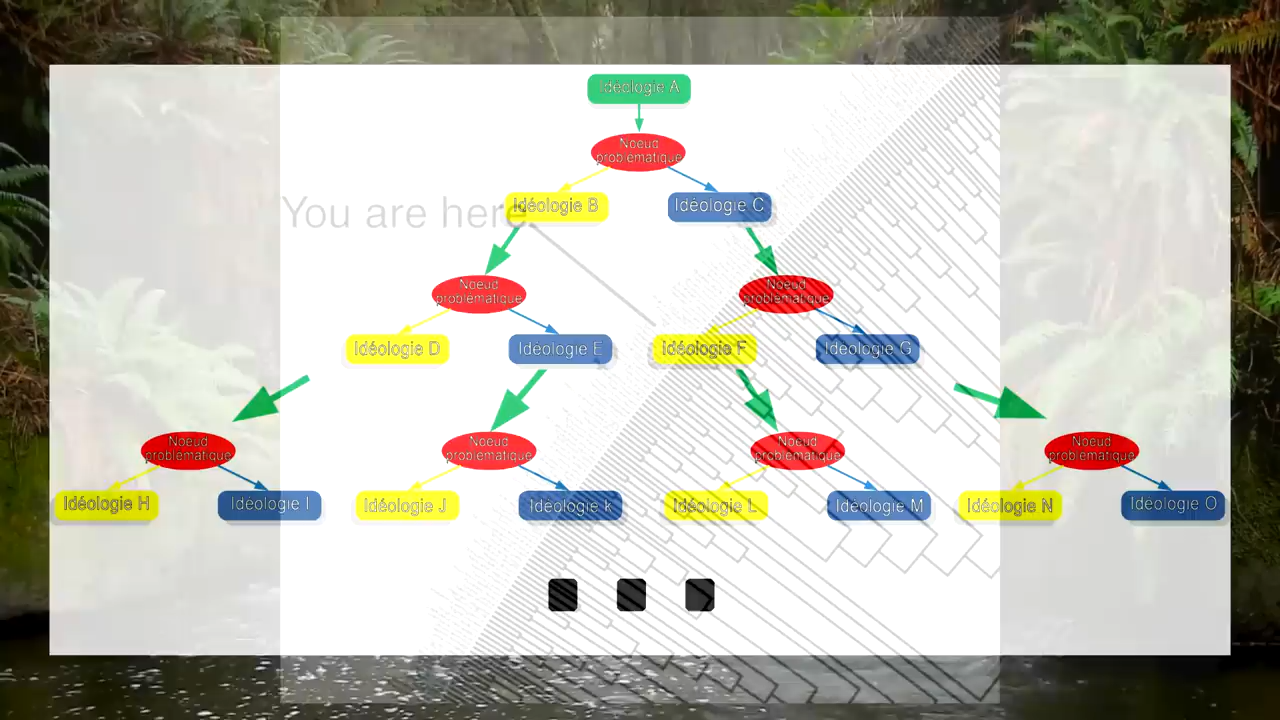 Idéologie A
Noeud
problématique
You are here
Idéologie B
Idéologie C
Noeud
problématique
Noeud
problématique
Idéologie D
Idéologie E
Idéologie F
Idéologie G
Noeud
problématique
Noeud
problématique
Noeud
problématique
Noeud
problématique
Idéologie H
Idéologie I
Idéologie J
Idéologie k
Idéologie L
Idéologie M
Idéologie N
Idéologie O